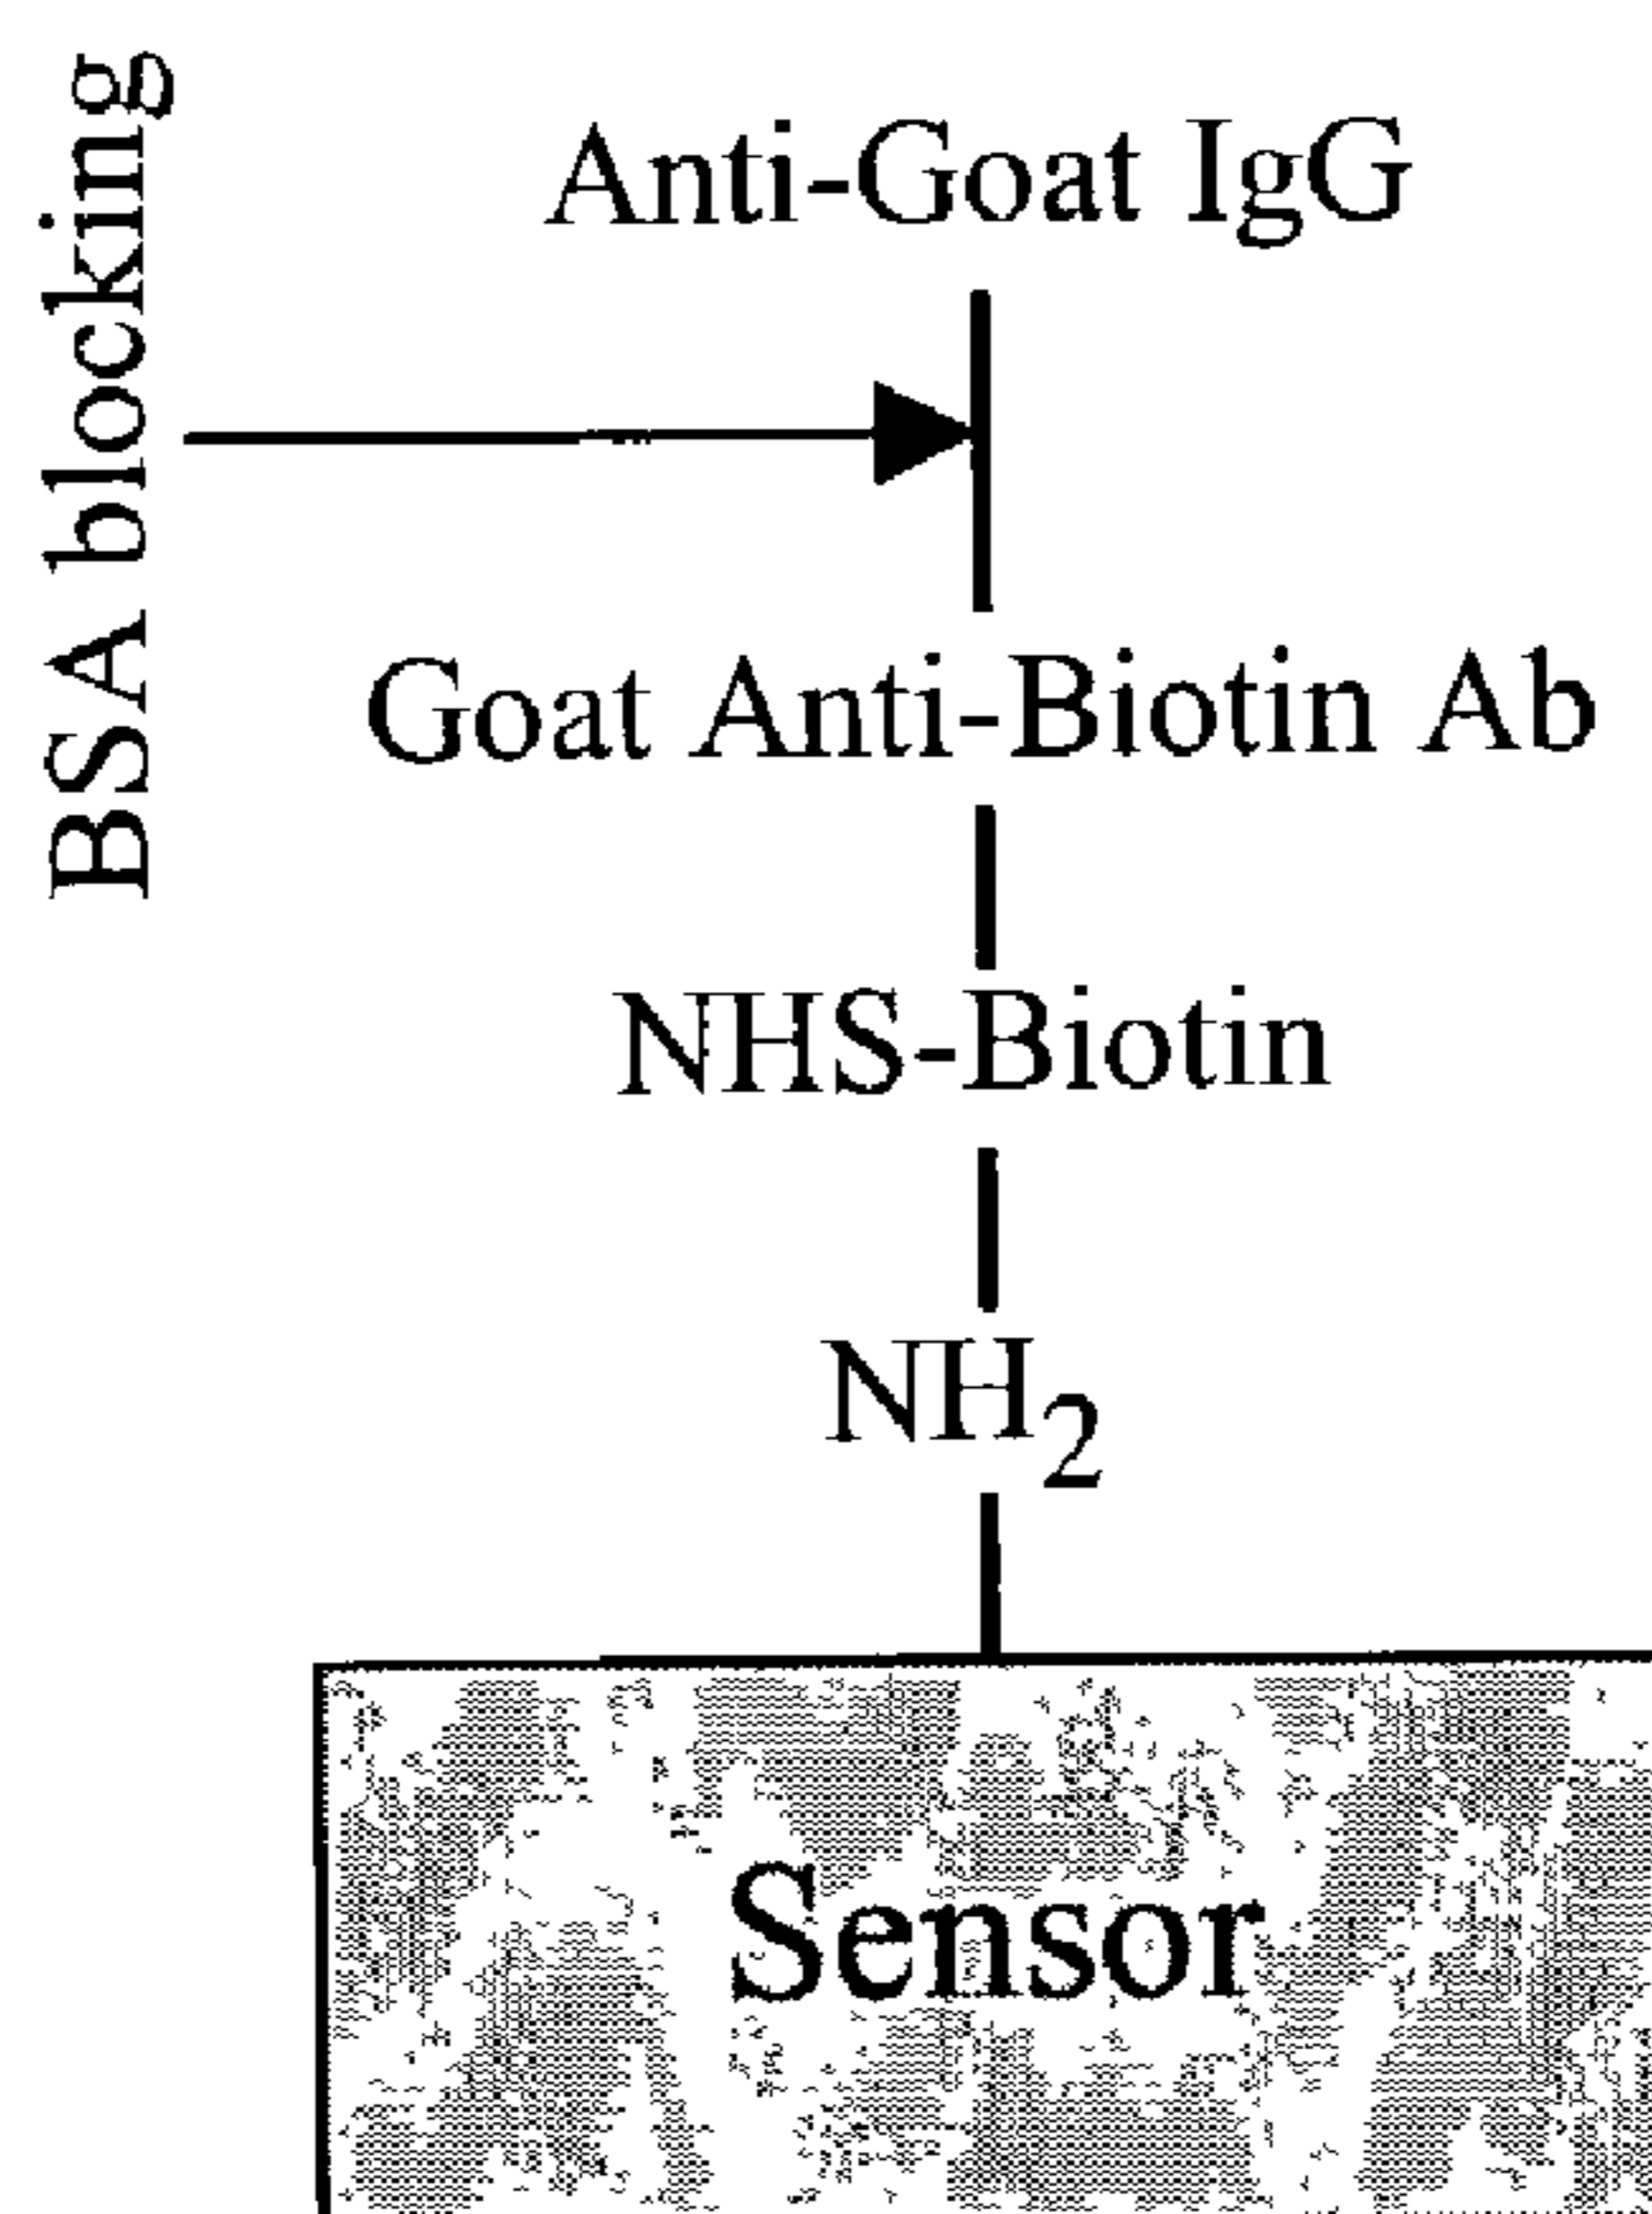 BSA blocking
Anti-Goat IgG
Goat Anti-Biotin Ab
NHS-Biotin
NH2
Sensor